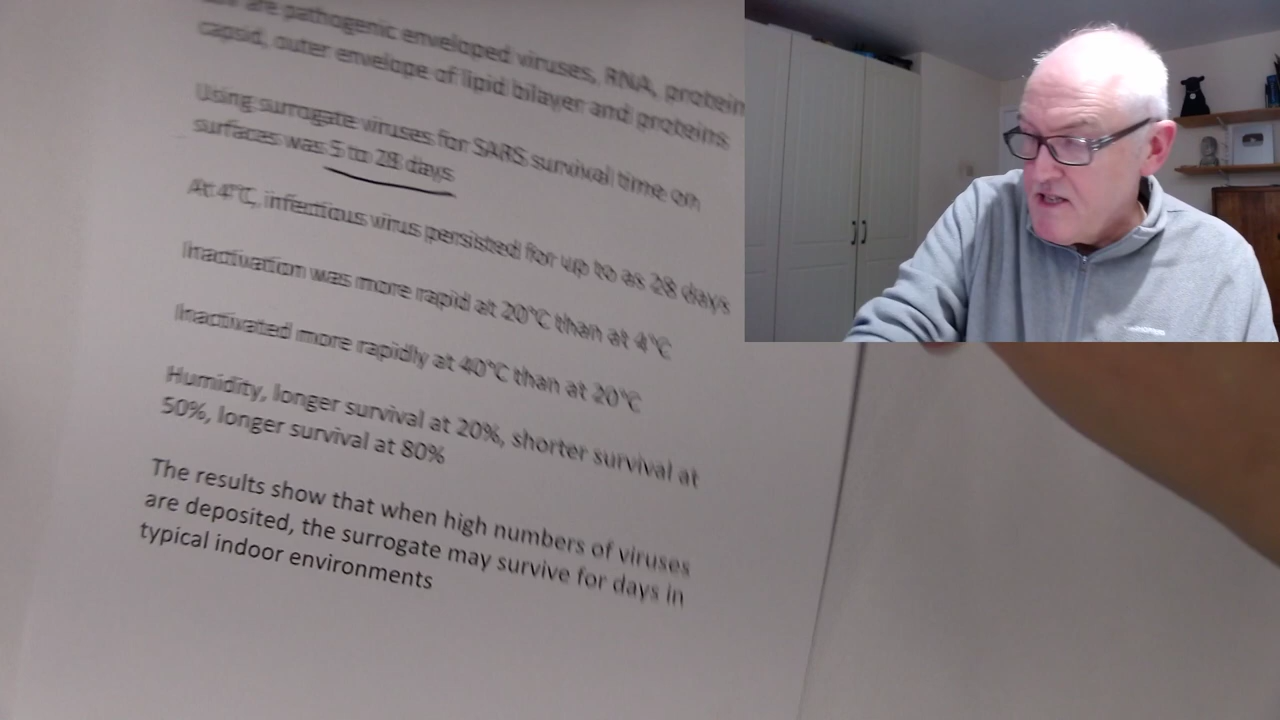 are pathogenic enveloped viruses, RNA, protein
capsid, outer envelope of lipid bilayer and proteins
Using surrogate viruses for SARS survival time on
surfaces was 5 to 28 days
At 4°C, infectious virus persisted for up to as 28 days
Inactivation was more rapid at 20°C than at 4°C
Inactivated more rapidly at 40°C than at 20°C
Humidity, longer survival at 20%, shorter survival at
50%, longer survival at 80%
The results show that when high numbers of viruses
are deposited, the surrogate may survive for days in
typical indoor environments